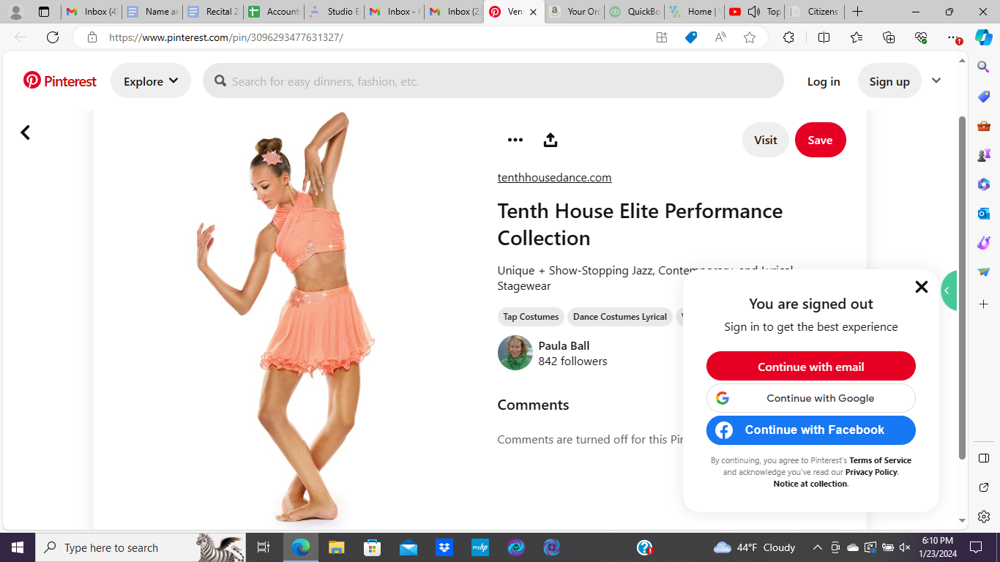 Inbox (4)
Name ar
Recital 2
Account
Studio E
Inbox - f
Inbox (2
Ven
Your Orc
QuickBo
Home |
Top
Citizens
https://www.pinterest.com/pin/3096293477631327/
Pinterest
Explore
Search for easy dinners, fashion, etc.
Log in
Sign up
Visit
Save
tenthhousedance.com
Tenth House Elite Performance
Collection
Unique + Show-Stopping Jazz, Contemporary, and Lyrical
Stagewear
Tap Costumes
Dance Costumes Lyrical
Paula Ball
842 followers
Comments
Comments are turned off for this Pin
You are signed out
Sign in to get the best experience
Continue with email
Continue with Google
Continue with Facebook
By continuing, you agree to Pinterest's Terms of Service
and acknowledge you've read our Privacy Policy.
Notice at collection.
Type here to search
myhp
44°F Cloudy
6:10 PM
1/23/2024